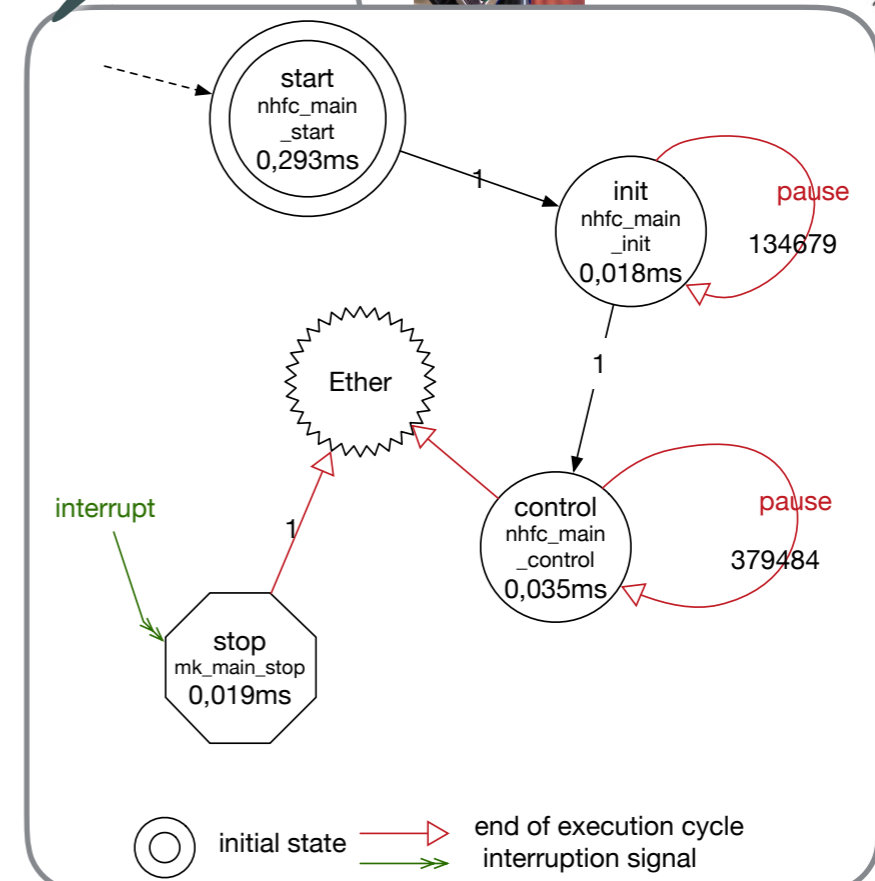 start
nhfc_main
_start
0,293ms
1
init
nhfc_main
_init
0,018ms
pause
134679
1
Ether
control
nhfc_main
_control
0,035ms
pause
379484
interrupt
1
stop
mk_main_stop
0,019ms
initial state
end of execution cycle
interruption signal